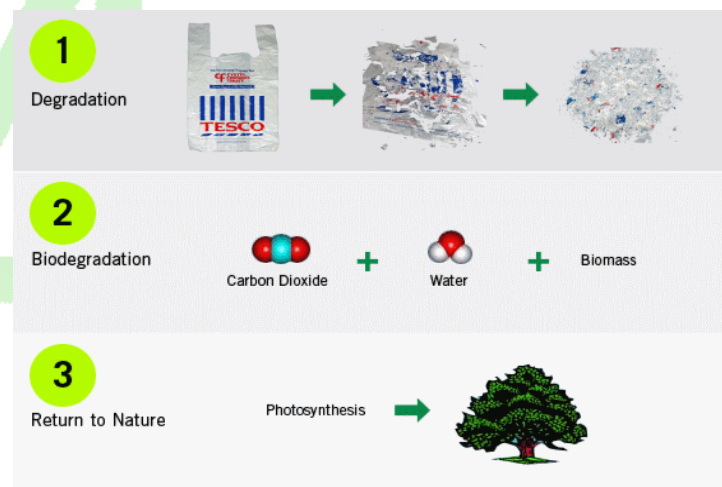 1
Degradation
TESCO
2
Biodegradation
Carbon Dioxide
+
Water
+
Biomass
3
Return to Nature
Photosynthesis